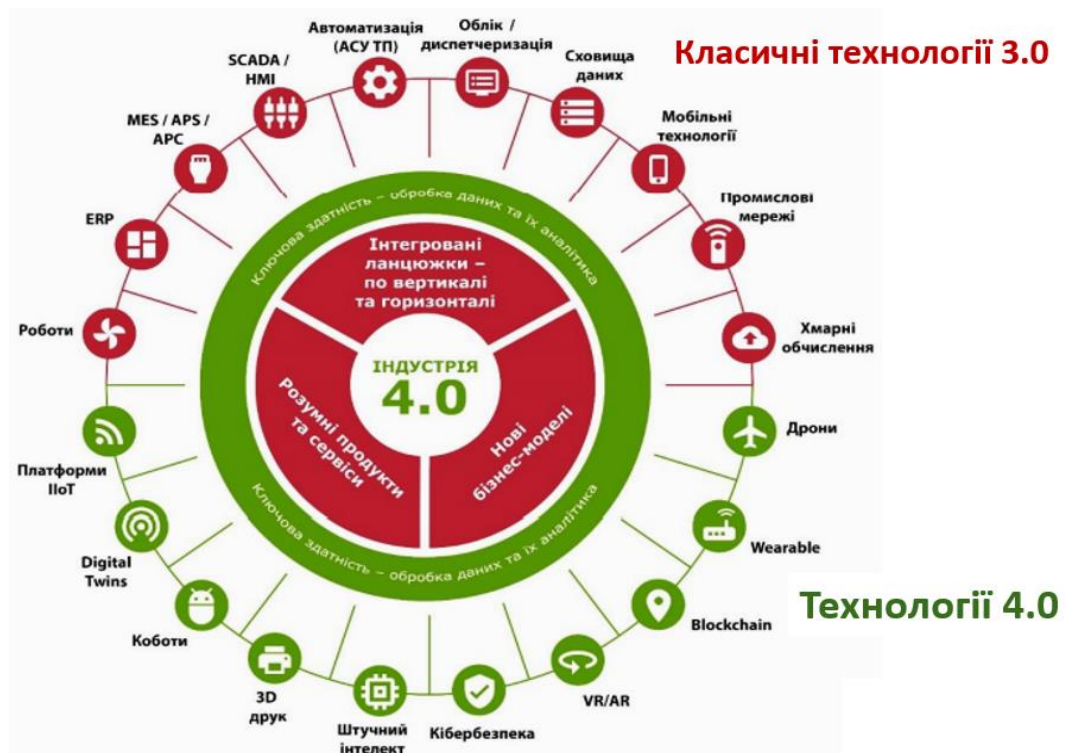 Класичні технології 3.0
Автоматизація
(АСУ ТП)
Облік /
диспетчеризація
SCADA /
HMI
Сховища
даних
MES / APS /
APC
Мобільні
технології
ERP
Промислові
мережі
Роботи
Хмарні
обчислення
Ключова здатність – обробка даних та їх аналітика
Інтегровані
ланцюжки –
по вертикалі
та горизонталі
ІНДУСТРІЯ
4.0
Розумні продукти
та сервіси
Нові
бізнес-моделі
Ключова здатність – обробка даних та їх аналітика
Платформи
IIoT
Дрони
Digital
Twins
Wearable
Технології 4.0
Коботи
Blockchain
3D
друк
VR/AR
Штучний
інтелект
Кібербезпека